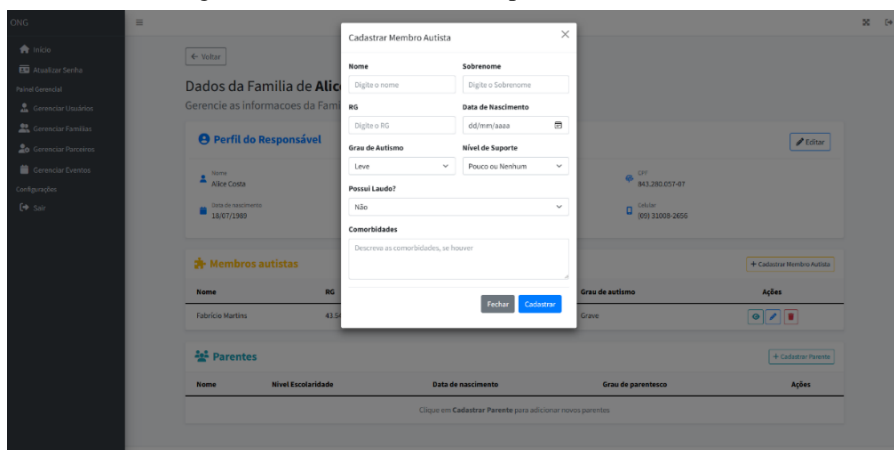 ONG
Início
Atualizar Senha
Painel Gerencial
Gerenciar Usuários
Gerenciar Famílias
Gerenciar Parceiros
Gerenciar Eventos
Configurações
Sair
← Voltar
Dados da Familia de Alic
Gerencie as informacoes da Fami
Perfil do Responsável
Editar
Nome
Alice Costa
CPF
843.280.057-07
Data de nascimento
18/07/1989
Celular
(69) 31008-2656
Membros autistas
+ Cadastrar Membro Autista
Nome RG Grau de autismo Ações
Fabrício Martins 43.54 Grave
Parentes
+ Cadastrar Parente
Nome Nivel Escolaridade Data de nascimento Grau de parentesco Ações
Clique em Cadastrar Parente para adicionar novos parentes
Cadastrar Membro Autista ×
Nome Sobrenome
Digite o nome Digite o Sobrenome
RG Data de Nascimento
Digite o RG dd/mm/aaaa
Grau de Autismo Nível de Suporte
Leve Pouco ou Nenhum
Possui Laudo?
Não
Comorbidades
Descreva as comorbidades, se houver
Fechar Cadastrar